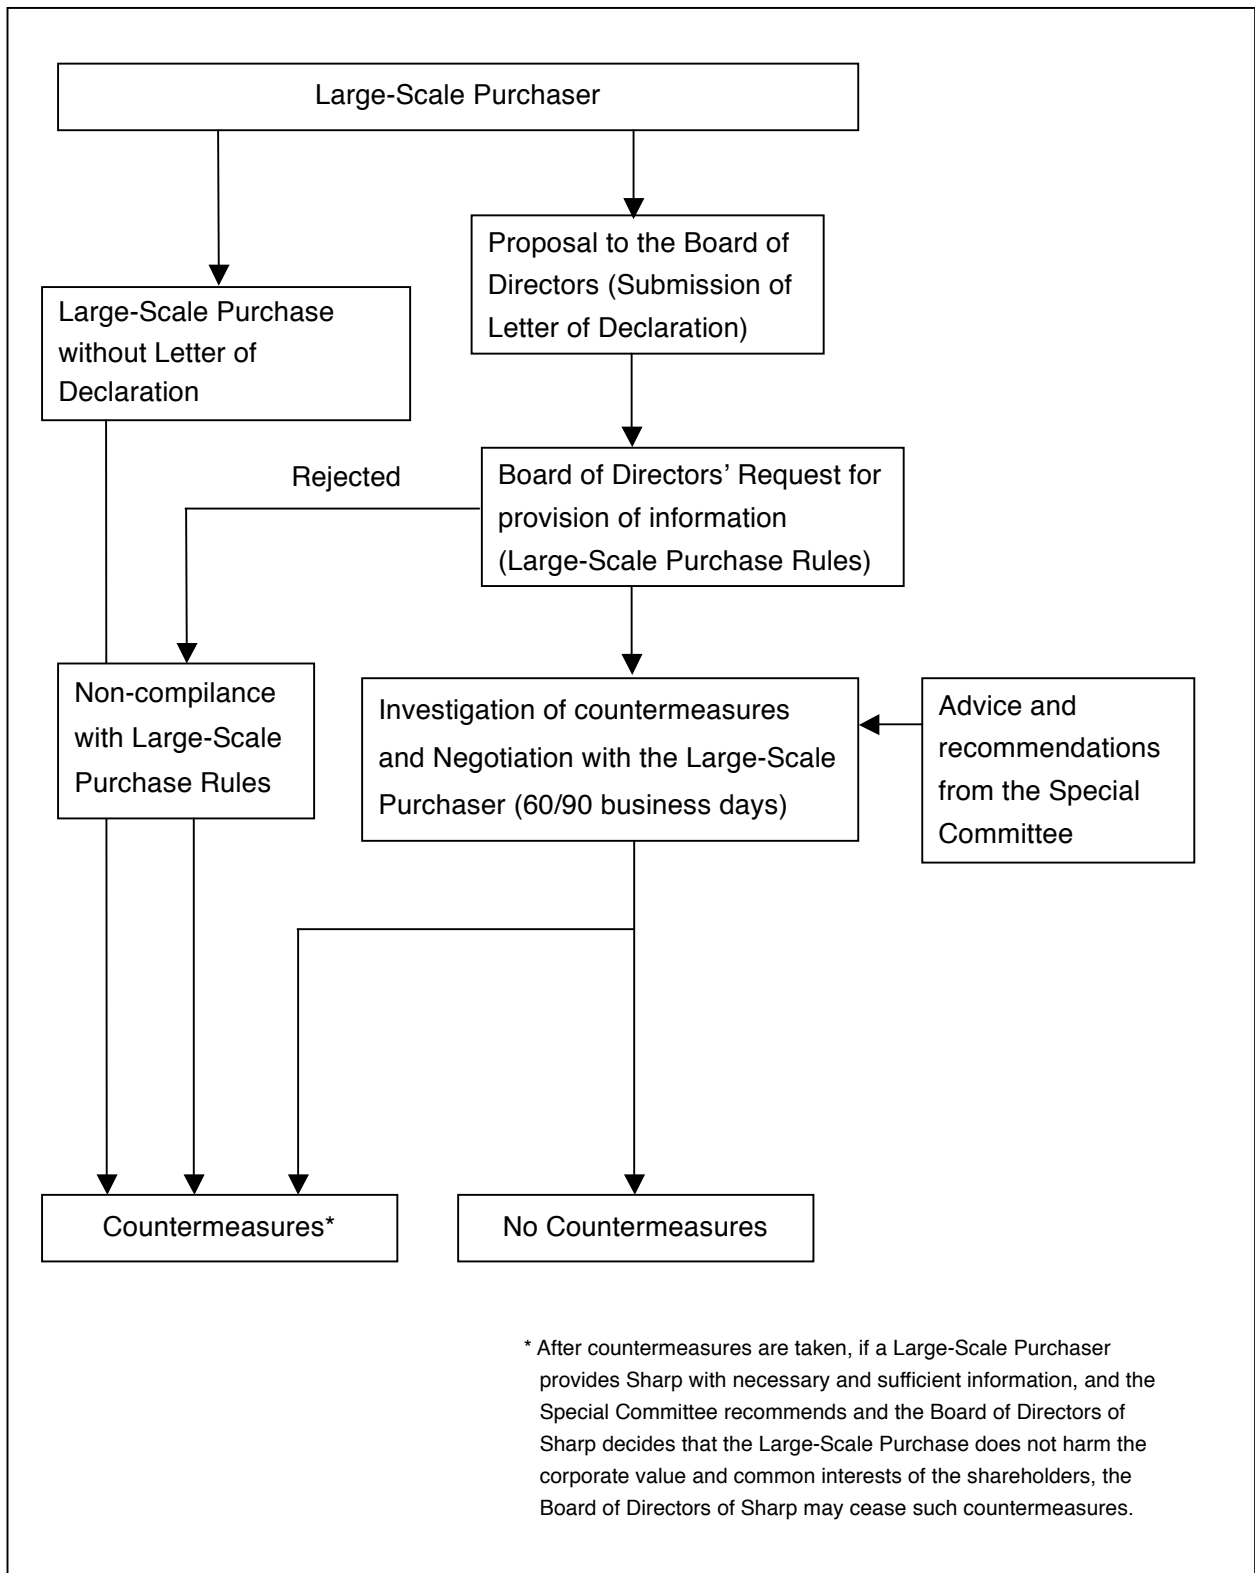 Large-Scale Purchaser
Proposal to the Board of
Directors (Submission of
Letter of Declaration)
Large-Scale Purchase
without Letter of
Declaration
Rejected
Board of Directors’ Request for
provision of information
(Large-Scale Purchase Rules)
Non-compilance
with Large-Scale
Purchase Rules
Investigation of countermeasures
and Negotiation with the Large-Scale
Purchaser (60/90 business days)
Advice and
recommendations
from the Special
Committee
Countermeasures*
No Countermeasures
* After countermeasures are taken, if a Large-Scale Purchaser
provides Sharp with necessary and sufficient information, and the
Special Committee recommends and the Board of Directors of
Sharp decides that the Large-Scale Purchase does not harm the
corporate value and common interests of the shareholders, the
Board of Directors of Sharp may cease such countermeasures.